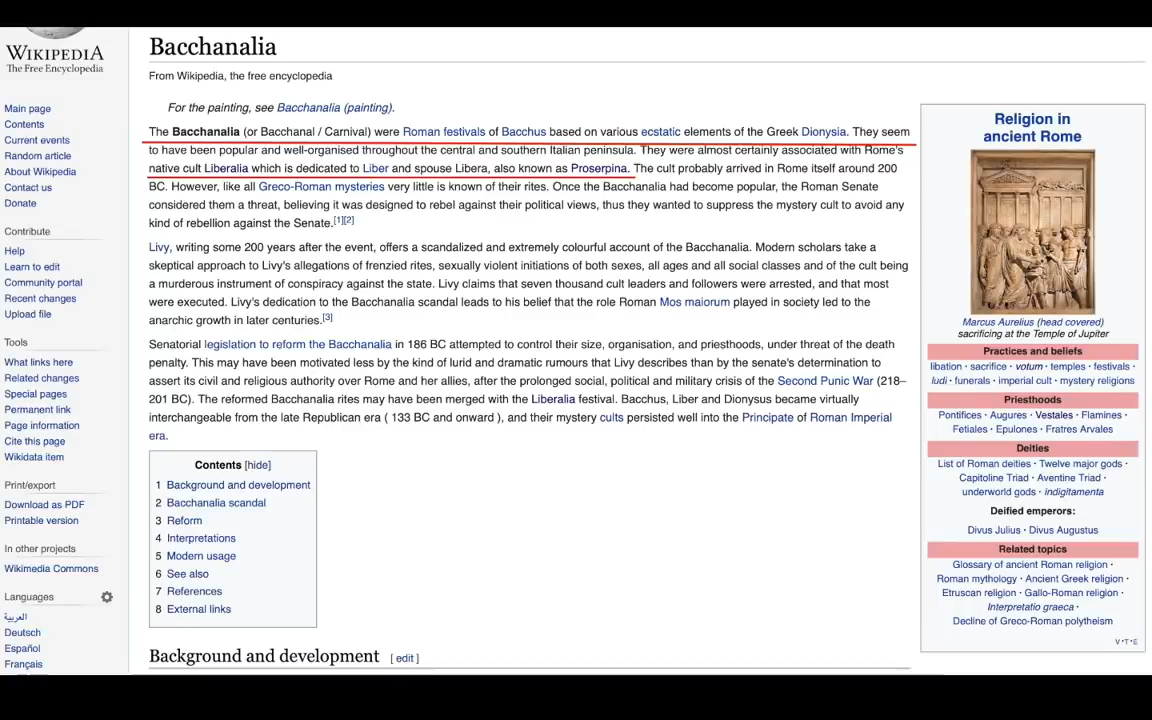 WIKIPEDIA
The Free Encyclopedia
Main page
Contents
Current events
Random article
About Wikipedia
Contact us
Donate
Contribute
Help
Learn to edit
Community portal
Recent changes
Upload file
Tools
What links here
Related changes
Special pages
Permanent link
Page information
Cite this page
Wikidata item
Print/export
Download as PDF
Printable version
In other projects
Wikimedia Commons
Languages
العربية
Deutsch
Español
Français
Bacchanalia
From Wikipedia, the free encyclopedia
For the painting, see Bacchanalia (painting).
The Bacchanalia (or Bacchanal / Carnival) were Roman festivals of Bacchus based on various ecstatic elements of the Greek Dionysia. They seem
to have been popular and well-organised throughout the central and southern Italian peninsula. They were almost certainly associated with Rome's
native cult Liberalia which is dedicated to Liber and spouse Libera, also known as Proserpina. The cult probably arrived in Rome itself around 200
BC. However, like all Greco-Roman mysteries very little is known of their rites. Once the Bacchanalia had become popular, the Roman Senate
considered them a threat, believing it was designed to rebel against their political views, thus they wanted to suppress the mystery cult to avoid any
kind of rebellion against the Senate.[1][2]
Livy, writing some 200 years after the event, offers a scandalized and extremely colourful account of the Bacchanalia. Modern scholars take a
skeptical approach to Livy's allegations of frenzied rites, sexually violent initiations of both sexes, all ages and all social classes and of the cult being
a murderous instrument of conspiracy against the state. Livy claims that seven thousand cult leaders and followers were arrested, and that most
were executed. Livy's dedication to the Bacchanalia scandal leads to his belief that the role Roman Mos maiorum played in society led to the
anarchic growth in later centuries.[3]
Senatorial legislation to reform the Bacchanalia in 186 BC attempted to control their size, organisation, and priesthoods, under threat of the death
penalty. This may have been motivated less by the kind of lurid and dramatic rumours that Livy describes than by the senate's determination to
assert its civil and religious authority over Rome and her allies, after the prolonged social, political and military crisis of the Second Punic War (218–
201 BC). The reformed Bacchanalia rites may have been merged with the Liberalia festival. Bacchus, Liber and Dionysus became virtually
interchangeable from the late Republican era ( 133 BC and onward ), and their mystery cults persisted well into the Principate of Roman Imperial
era.
Contents [hide]
1 Background and development
2 Bacchanalia scandal
3 Reform
4 Interpretations
5 Modern usage
6 See also
7 References
8 External links
Background and development [ edit ]
Religion in
ancient Rome
Marcus Aurelius (head covered)
sacrificing at the Temple of Jupiter
Practices and beliefs
libation · sacrifice · votum · temples · festivals ·
ludi · funerals · imperial cult · mystery religions
Priesthoods
Pontifices · Augures · Vestales · Flamines ·
Fetiales · Epulones · Fratres Arvales
Deities
List of Roman deities · Twelve major gods ·
Capitoline Triad · Aventine Triad ·
underworld gods · indigitamenta
Deified emperors:
Divus Julius · Divus Augustus
Related topics
Glossary of ancient Roman religion ·
Roman mythology · Ancient Greek religion ·
Etruscan religion · Gallo-Roman religion ·
Interpretatio graeca ·
Decline of Greco-Roman polytheism
V·T·E